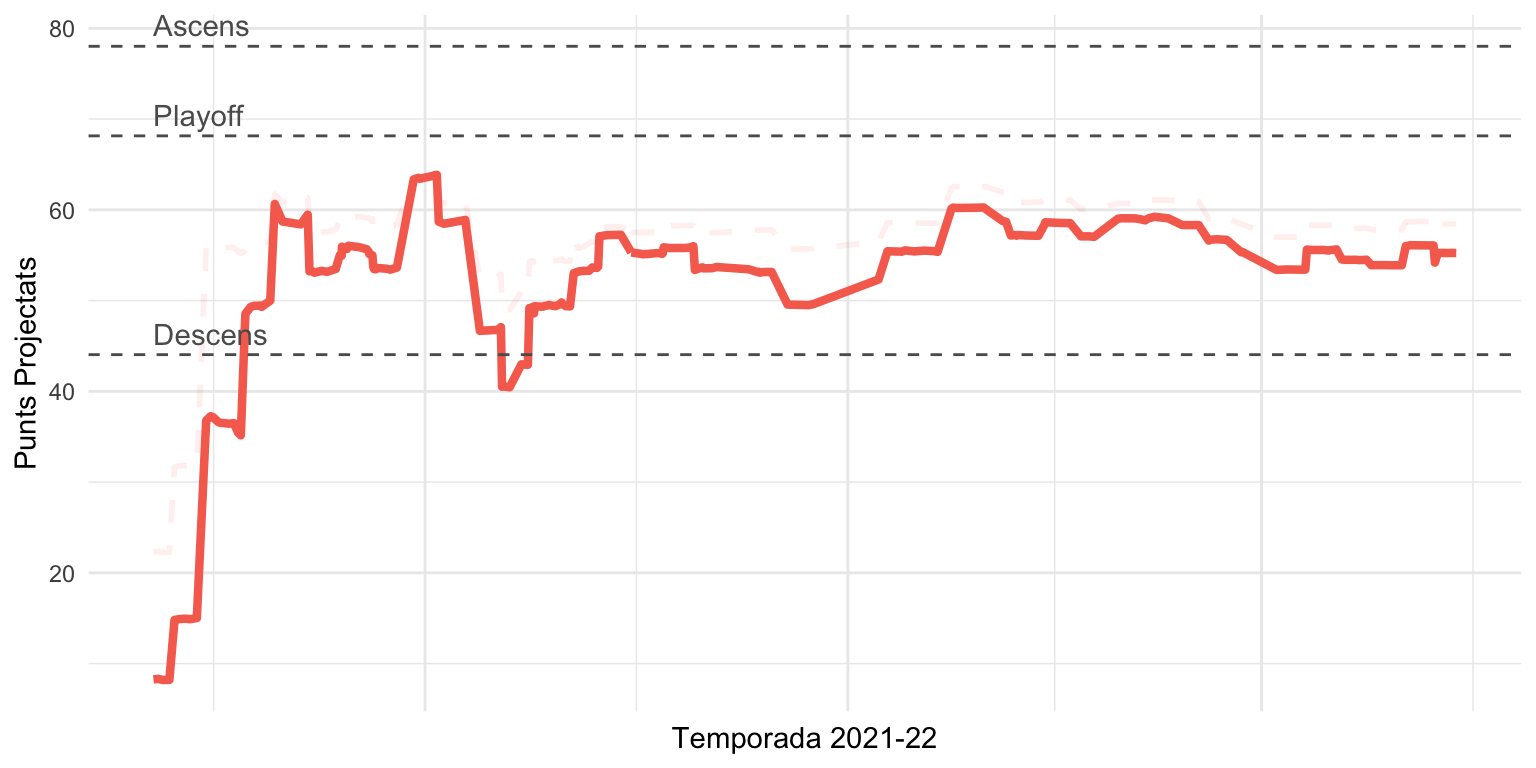 80
Ascens
Playoff
60
Descens
40
20
Punts Projectats
Temporada 2021-22